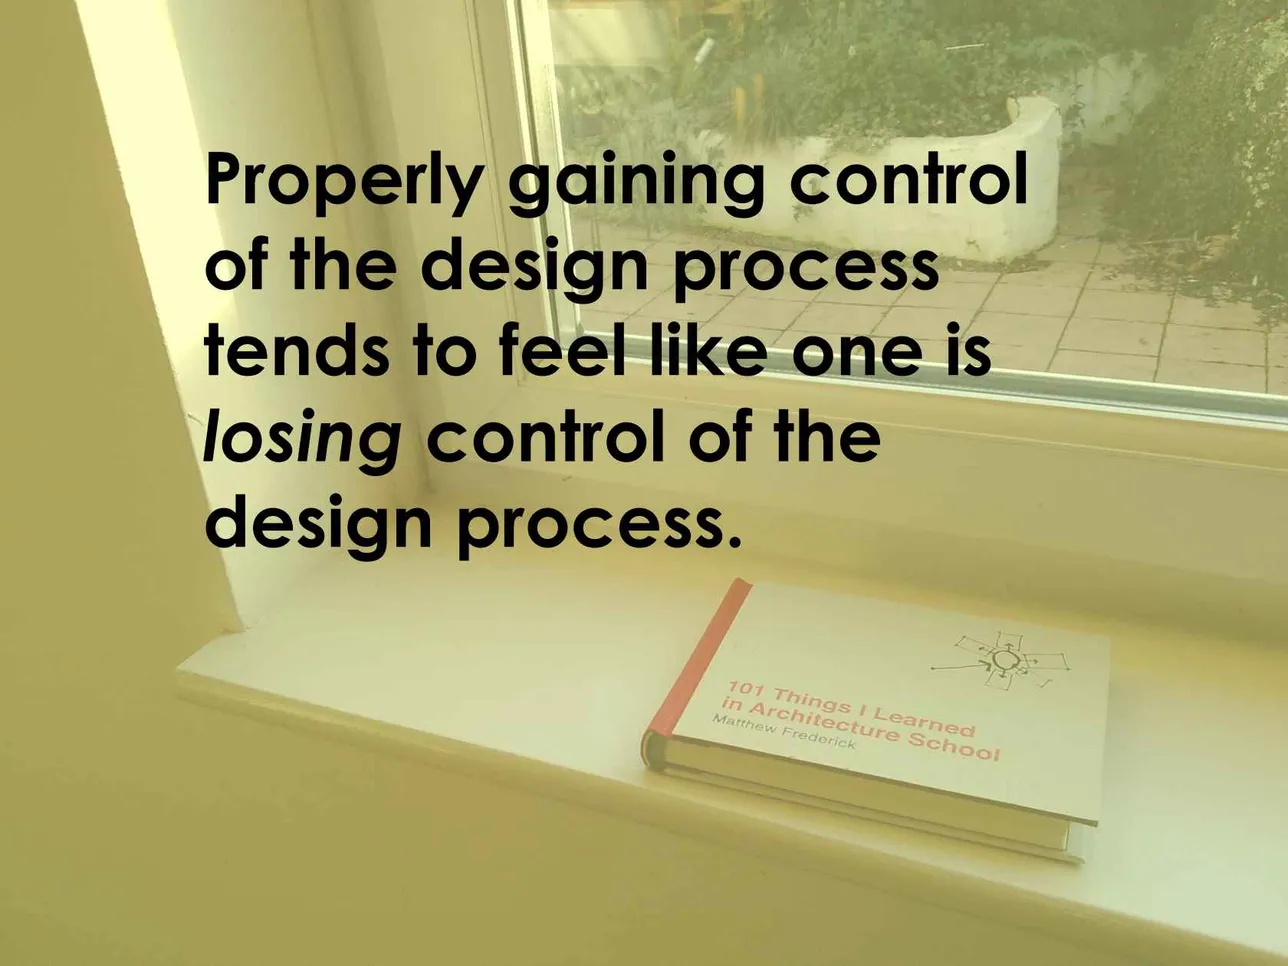 Properly gaining control
of the design process
tends to feel like one is
losing control of the
design process.
101 Things I Learned
in Architecture School
Matthew Frederick